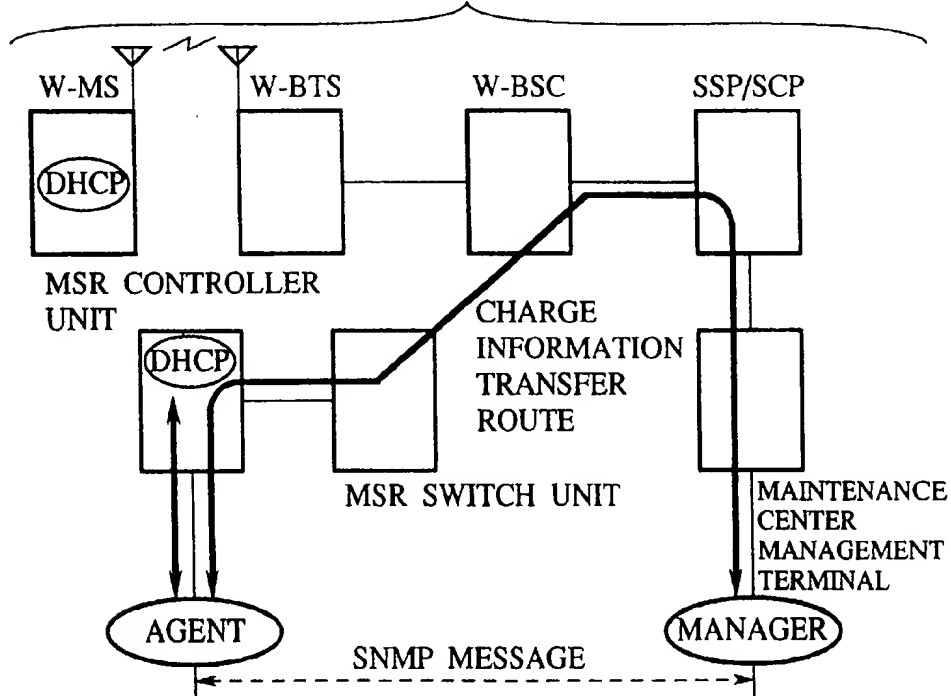 W-MS
W-BTS
W-BSC
SSP/SCP
DHCP
MSR CONTROLLER
UNIT
DHCP
CHARGE
INFORMATION
TRANSFER
ROUTE
MSR SWITCH UNIT
MAINTENANCE
CENTER
MANAGEMENT
TERMINAL
AGENT
MANAGER
SNMP MESSAGE